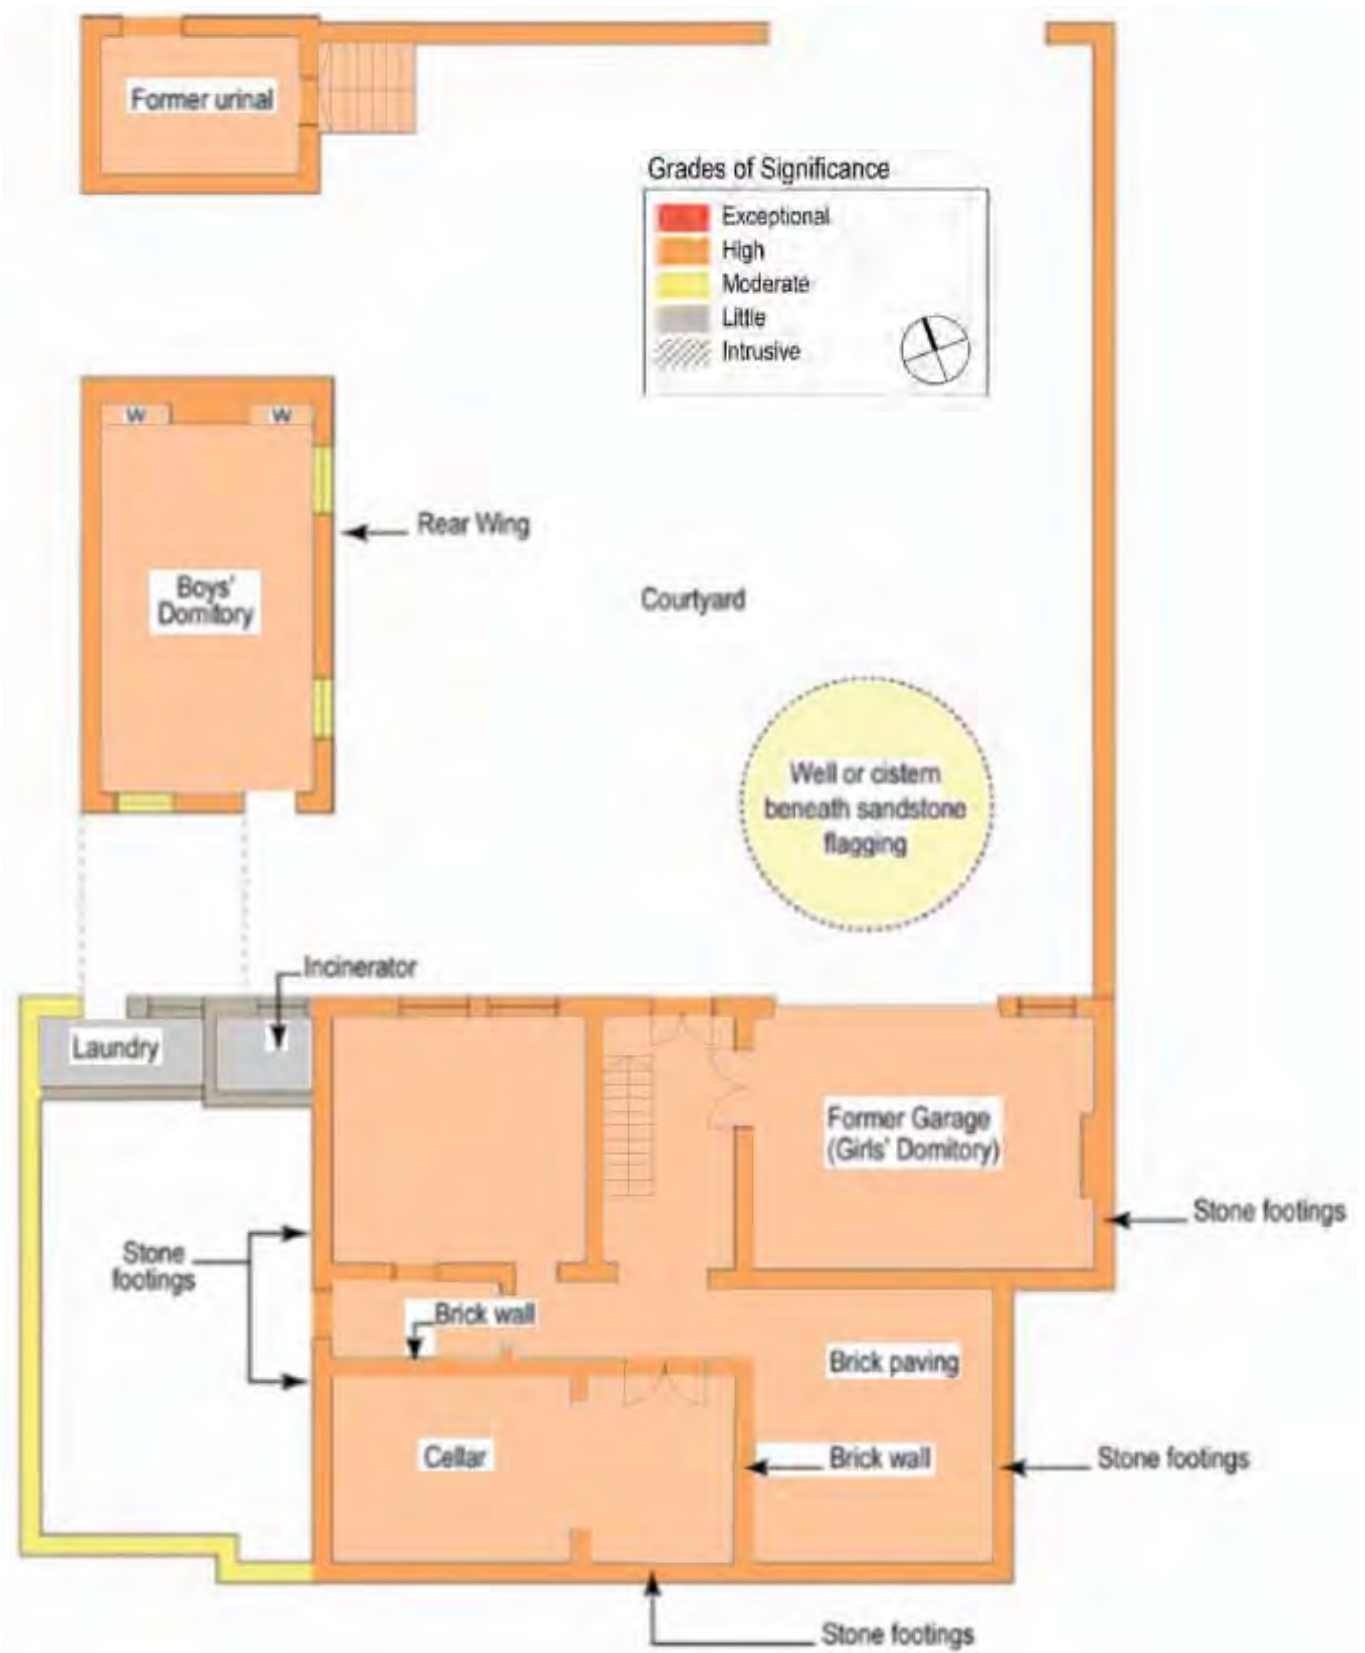 Former urinal
Grades of Significance
Exceptional
High
Moderate
Little
Intrusive
W
W
Rear Wing
Boys'
Domitory
Courtyard
Well or cistern
beneath sandstone
flagging
Incinerator
Laundry
Former Garage
(Girls' Domitory)
Stone footings
Stone
footings
Brick wall
Brick paving
Cellar
Brick wall
Stone footings
Stone footings